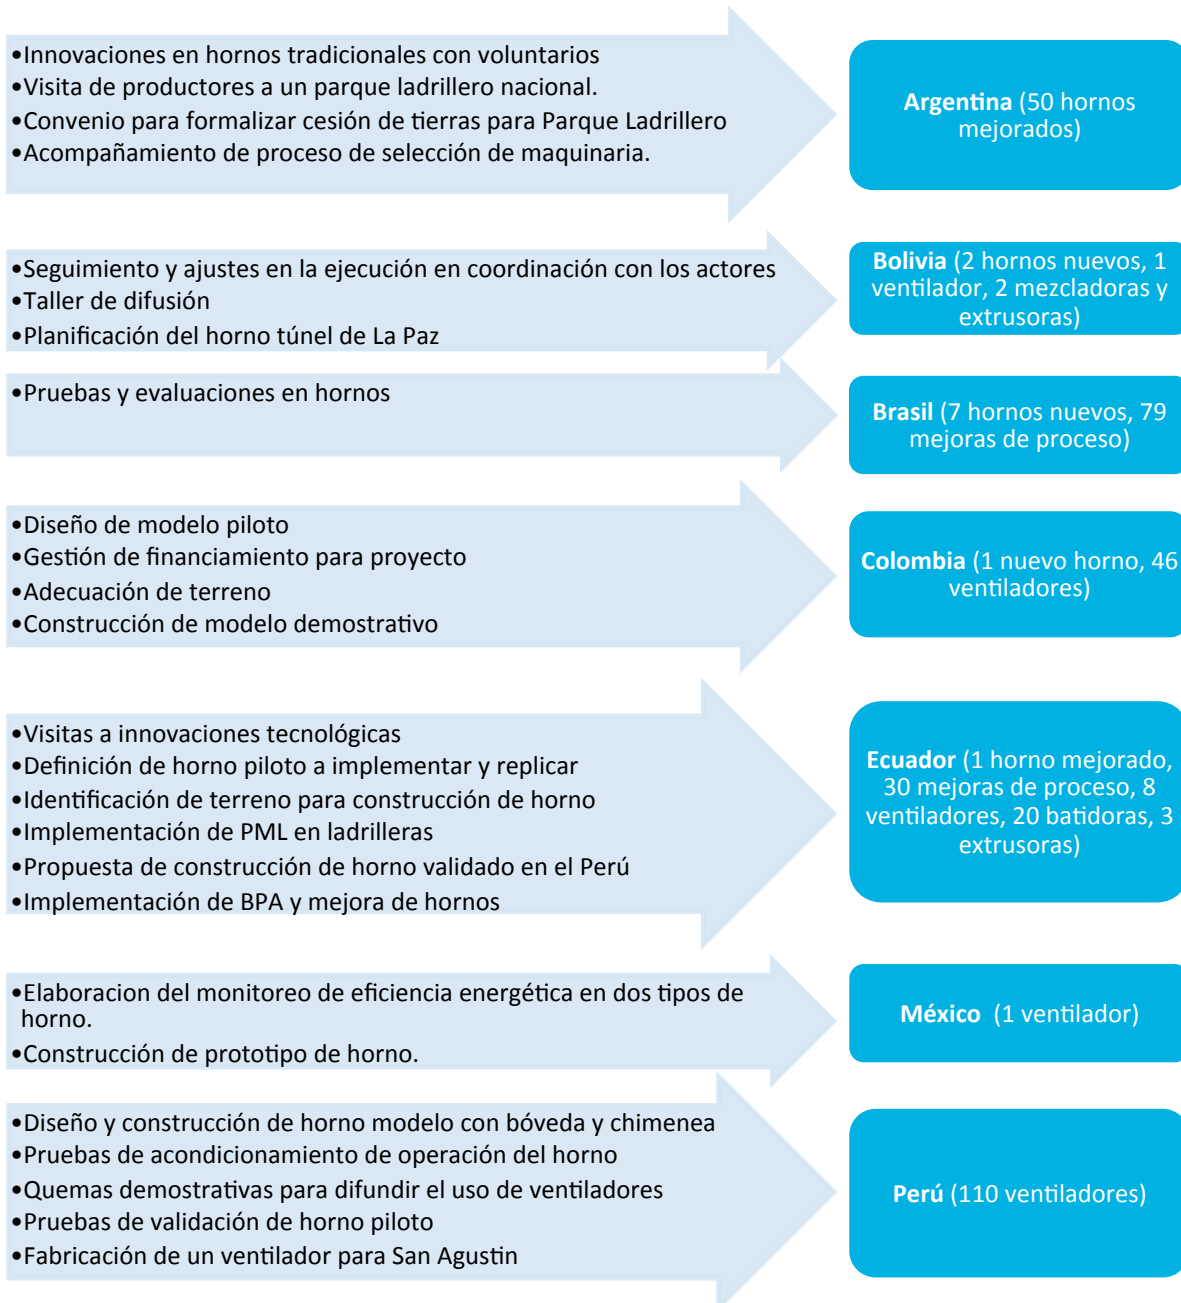 •Innovaciones en hornos tradicionales con voluntarios
•Visita de productores a un parque ladrillero nacional.
•Convenio para formalizar cesión de tierras para Parque Ladrillero
•Acompañamiento de proceso de selección de maquinaria.
Argentina (50 hornos
mejorados)
•Seguimiento y ajustes en la ejecución en coordinación con los actores
•Taller de difusión
•Planificación del horno túnel de La Paz
Bolivia (2 hornos nuevos, 1
ventilador, 2 mezcladoras y
extrusoras)
•Pruebas y evaluaciones en hornos
Brasil (7 hornos nuevos, 79
mejoras de proceso)
•Diseño de modelo piloto
•Gestión de financiamiento para proyecto
•Adecuación de terreno
•Construcción de modelo demostrativo
Colombia (1 nuevo horno, 46
ventiladores)
•Visitas a innovaciones tecnológicas
•Definición de horno piloto a implementar y replicar
•Identificación de terreno para construcción de horno
•Implementación de PML en ladrilleras
•Propuesta de construcción de horno validado en el Perú
•Implementación de BPA y mejora de hornos
Ecuador (1 horno mejorado,
30 mejoras de proceso, 8
ventiladores, 20 batidoras, 3
extrusoras)
•Elaboracion del monitoreo de eficiencia energética en dos tipos de
horno.
•Construcción de prototipo de horno.
México (1 ventilador)
•Diseño y construcción de horno modelo con bóveda y chimenea
•Pruebas de acondicionamiento de operación del horno
•Quemas demostrativas para difundir el uso de ventiladores
•Pruebas de validación de horno piloto
•Fabricación de un ventilador para San Agustin
Perú (110 ventiladores)